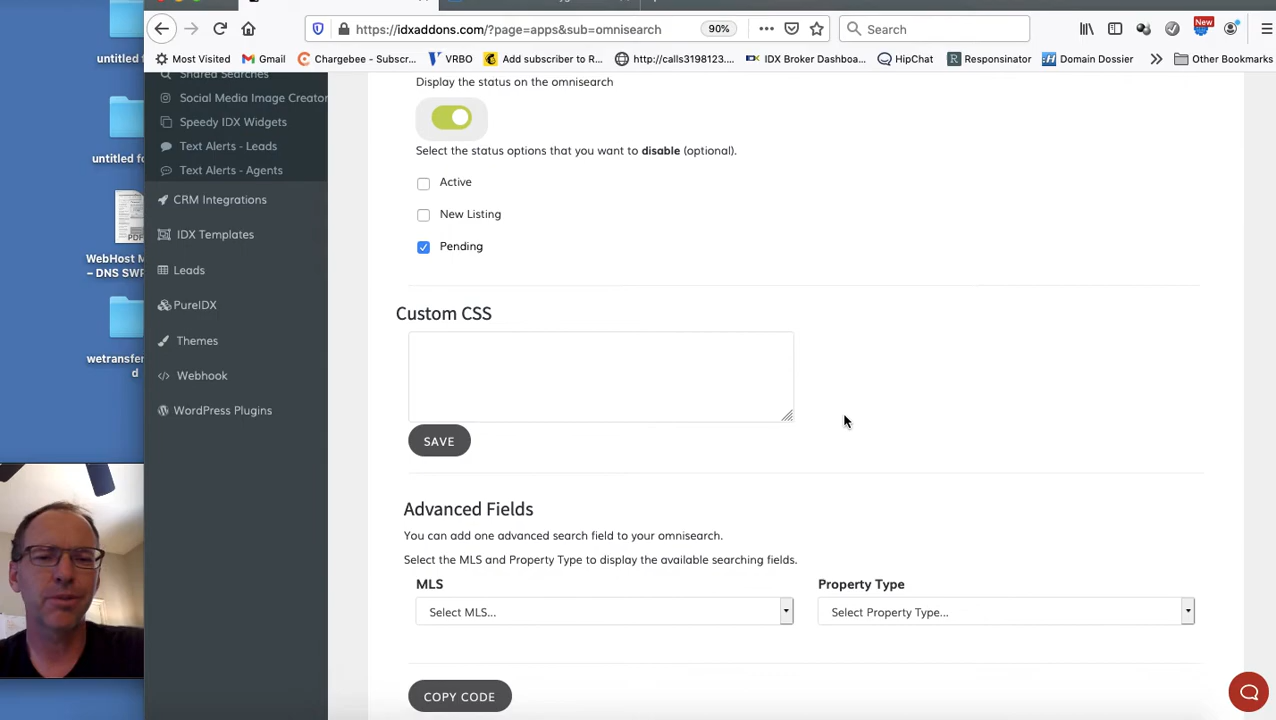 untitled
https://idxaddons.com/?page=apps&sub=omnisearch
90%
Search
New
Most Visited
Gmail
Chargebee - Subscr...
VRBO
Add subscriber to R...
http://calls3198123....
IDX Broker Dashboa...
HipChat
Responsinator
Domain Dossier
Other Bookmarks
Shared Searches
Social Media Image Creator
Speedy IDX Widgets
Text Alerts - Leads
Text Alerts - Agents
CRM Integrations
IDX Templates
Leads
PureIDX
Themes
Webhook
WordPress Plugins
untitled fo
PDF
WebHost M
– DNS SWP
wetransfer
d
Display the status on the omnisearch
Select the status options that you want to disable (optional).
Active
New Listing
Pending
Custom CSS
SAVE
Advanced Fields
You can add one advanced search field to your omnisearch.
Select the MLS and Property Type to display the available searching fields.
MLS
Property Type
Select MLS...
Select Property Type...
COPY CODE